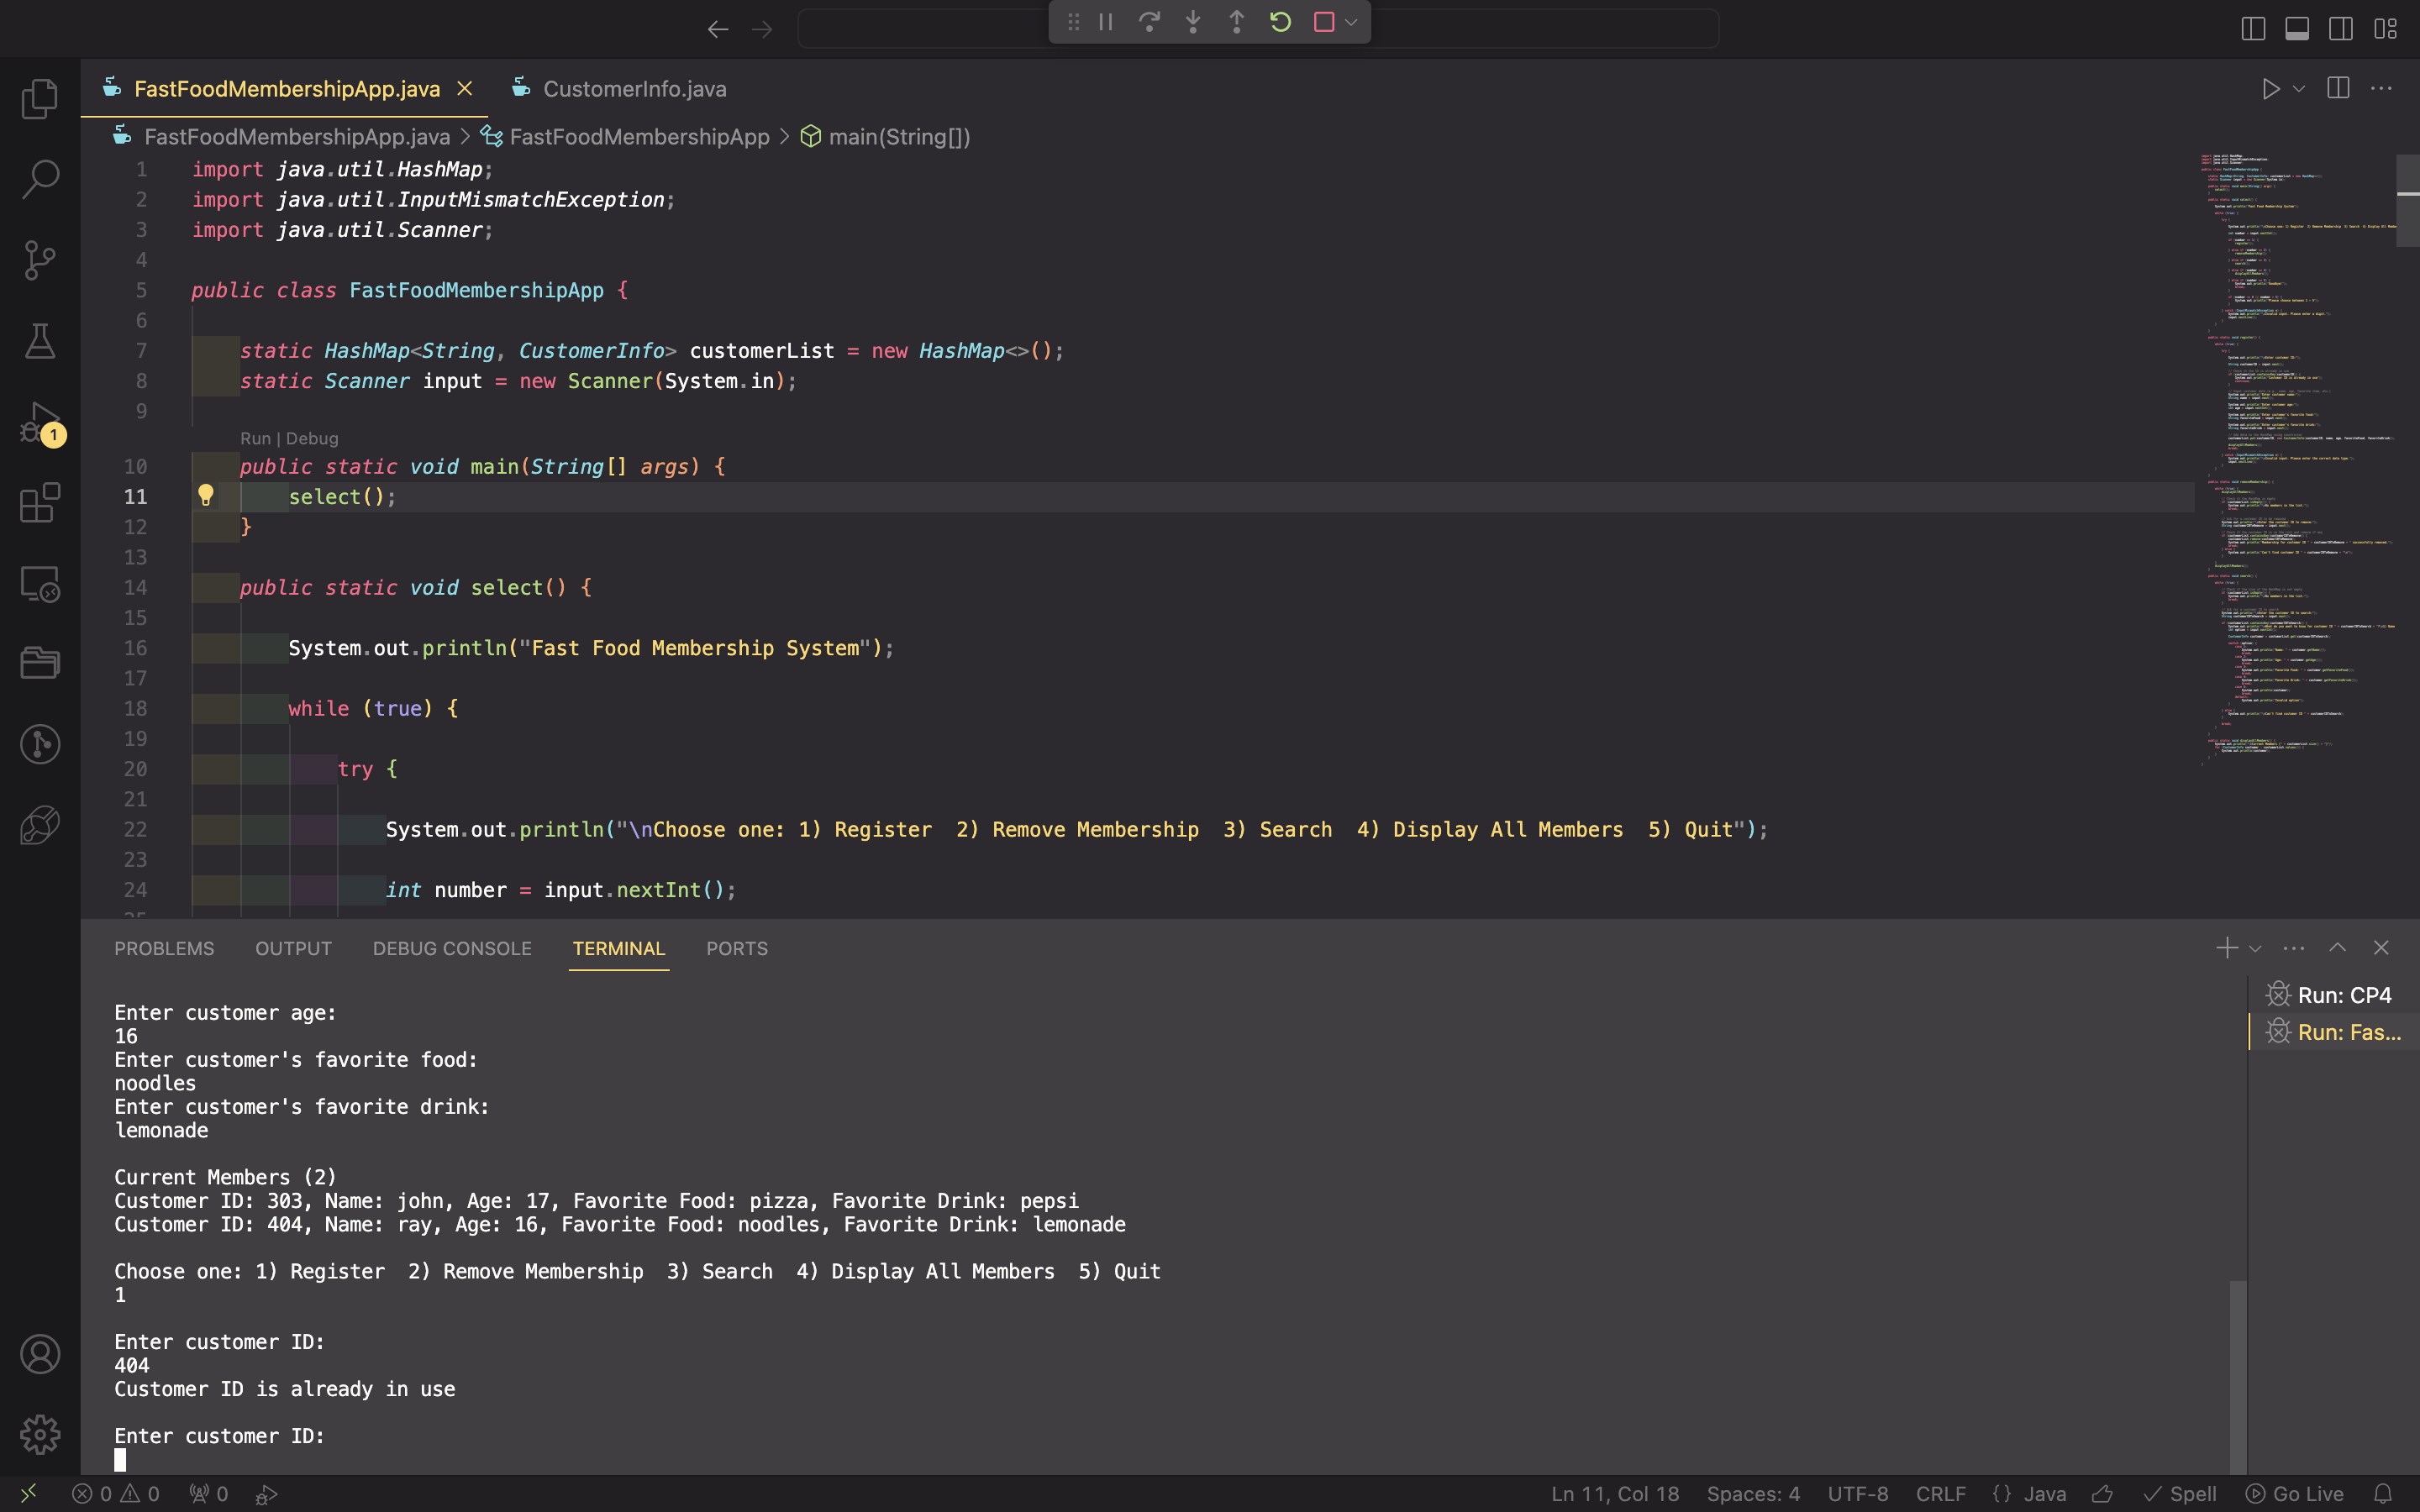 FastFoodMembershipApp.java
CustomerInfo.java
FastFoodMembershipApp.java > FastFoodMembershipApp > main(String[])
1 import java.util.HashMap;
2 import java.util.InputMismatchException;
3 import java.util.Scanner;
4
5 public class FastFoodMembershipApp {
6
7 static HashMap<String, CustomerInfo> customerList = new HashMap<>();
8 static Scanner input = new Scanner(System.in);
9
Run | Debug
10 public static void main(String[] args) {
11 select();
12 }
13
14 public static void select() {
15
16 System.out.println("Fast Food Membership System");
17
18 while (true) {
19
20 try {
21
22 System.out.println("\nChoose one: 1) Register  2) Remove Membership  3) Search  4) Display All Members  5) Quit");
23
24 int number = input.nextInt();
1
PROBLEMS OUTPUT DEBUG CONSOLE TERMINAL PORTS
Enter customer age:
16
Enter customer's favorite food:
noodles
Enter customer's favorite drink:
lemonade
Current Members (2)
Customer ID: 303, Name: john, Age: 17, Favorite Food: pizza, Favorite Drink: pepsi
Customer ID: 404, Name: ray, Age: 16, Favorite Food: noodles, Favorite Drink: lemonade
Choose one: 1) Register  2) Remove Membership  3) Search  4) Display All Members  5) Quit
1
Enter customer ID:
404
Customer ID is already in use
Enter customer ID:
Run: CP4
Run: Fas...
0 0 0
Ln 11, Col 18 Spaces: 4 UTF-8 CRLF {} Java Spell Go Live